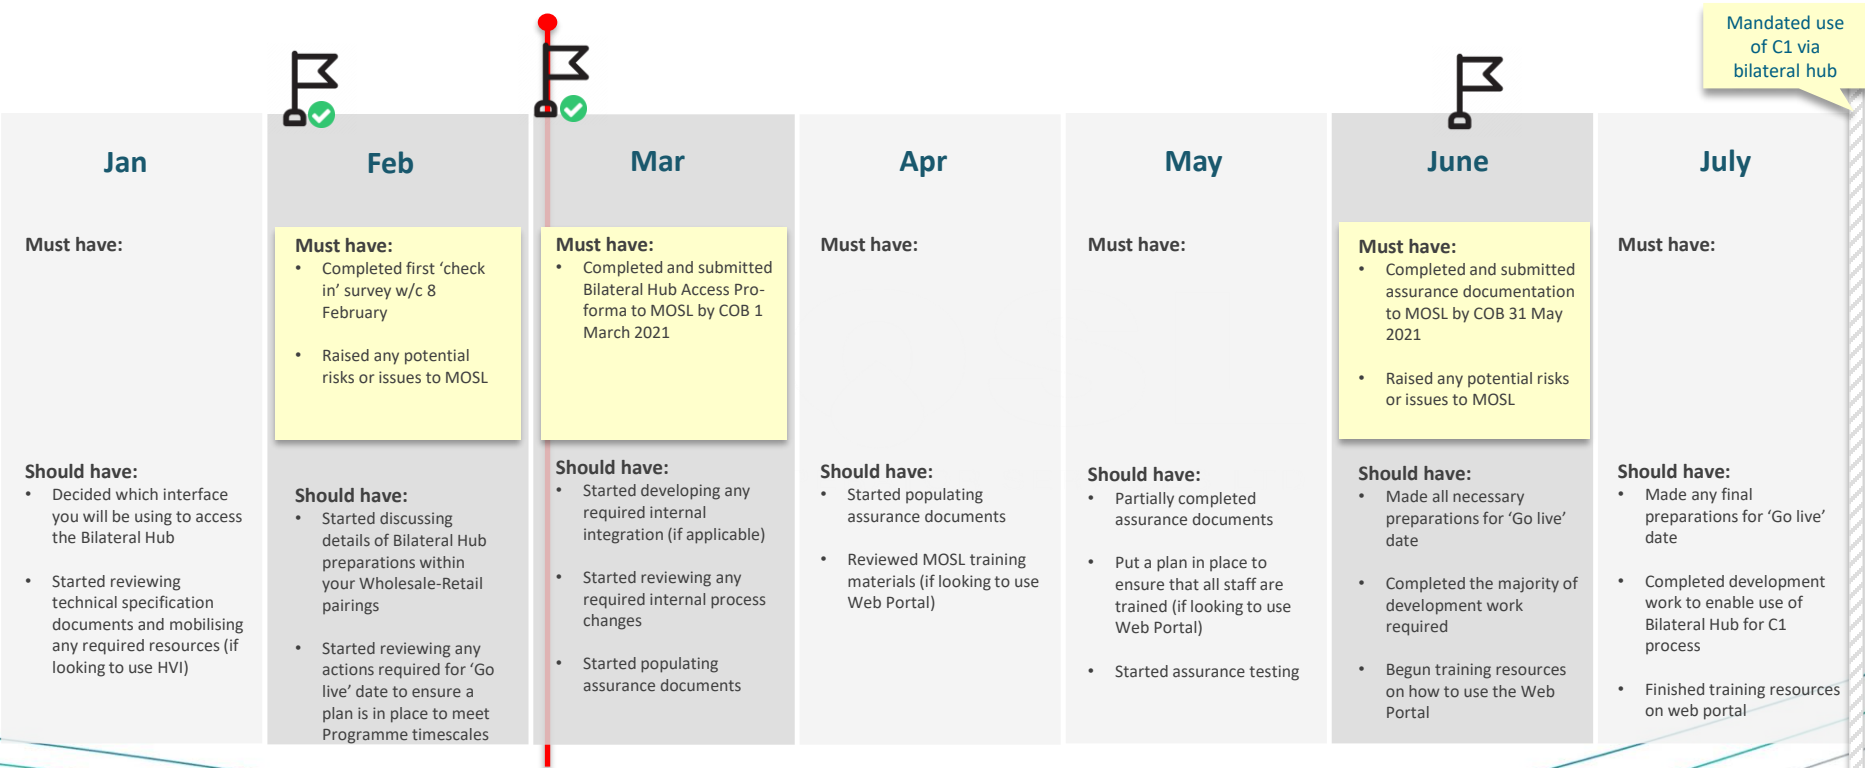 Mandated use
of C1 via
bilateral hub
Jan
Must have:
Should have:
• Decided which interface
you will be using to access
the Bilateral Hub
• Started reviewing
technical specification
documents and mobilising
any required resources (if
looking to use HVI)
Feb
Must have:
• Completed first ‘check
in’ survey w/c 8
February
• Raised any potential
risks or issues to MOSL
Should have:
• Started discussing
details of Bilateral Hub
preparations within
your Wholesale-Retail
pairings
• Started reviewing any
actions required for ‘Go
live’ date to ensure a
plan is in place to meet
Programme timescales
Mar
Must have:
• Completed and submitted
Bilateral Hub Access Pro-
forma to MOSL by COB 1
March 2021
Should have:
• Started developing any
required internal
integration (if applicable)
• Started reviewing any
required internal process
changes
• Started populating
assurance documents
Apr
Must have:
Should have:
• Started populating
assurance documents
• Reviewed MOSL training
materials (if looking to use
Web Portal)
May
Must have:
Should have:
• Partially completed
assurance documents
• Put a plan in place to
ensure that all staff are
trained (if looking to use
Web Portal)
• Started assurance testing
June
Must have:
• Completed and submitted
assurance documentation
to MOSL by COB 31 May
2021
• Raised any potential risks
or issues to MOSL
Should have:
• Made all necessary
preparations for ‘Go live’
date
• Completed the majority of
development work
required
• Begun training resources
on how to use the Web
Portal
July
Must have:
Should have:
• Made any final
preparations for ‘Go live’
date
• Completed development
work to enable use of
Bilateral Hub for C1
process
• Finished training resources
on web portal